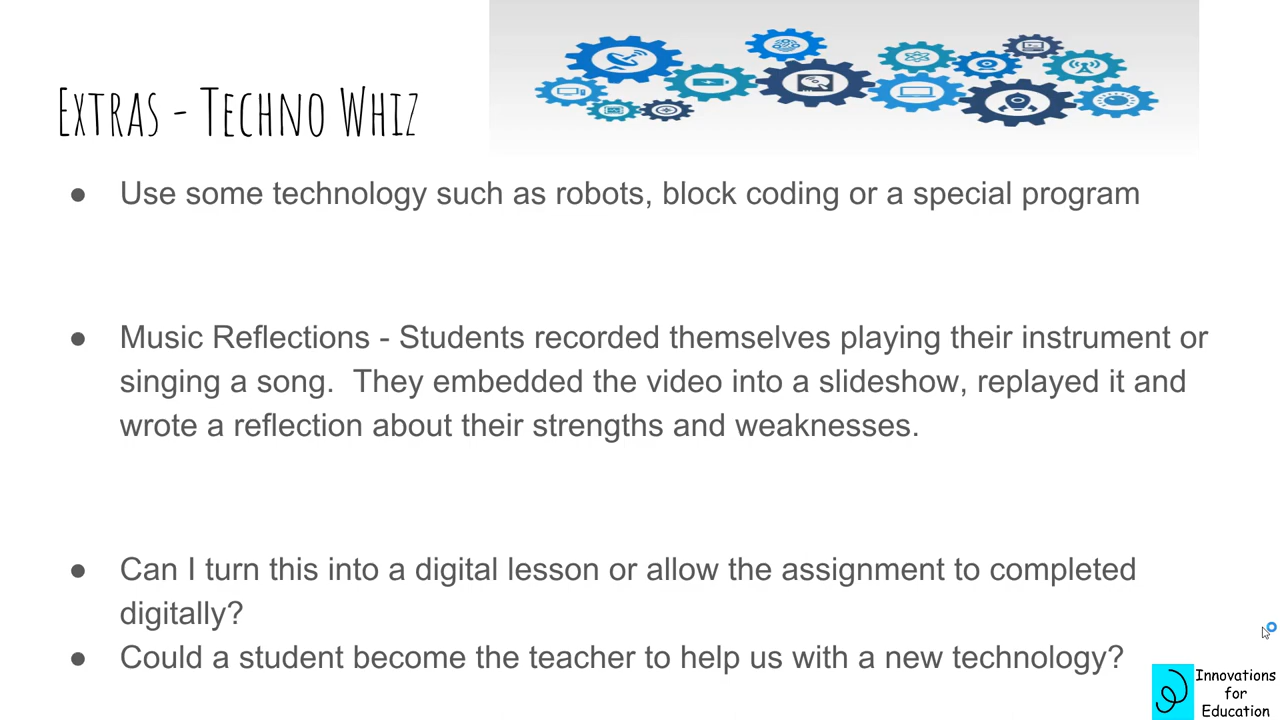 Extras - Techno Whiz
● Use some technology such as robots, block coding or a special program
● Music Reflections - Students recorded themselves playing their instrument or
singing a song.  They embedded the video into a slideshow, replayed it and
wrote a reflection about their strengths and weaknesses.
● Can I turn this into a digital lesson or allow the assignment to completed
digitally?
● Could a student become the teacher to help us with a new technology?
Innovations
for
Education